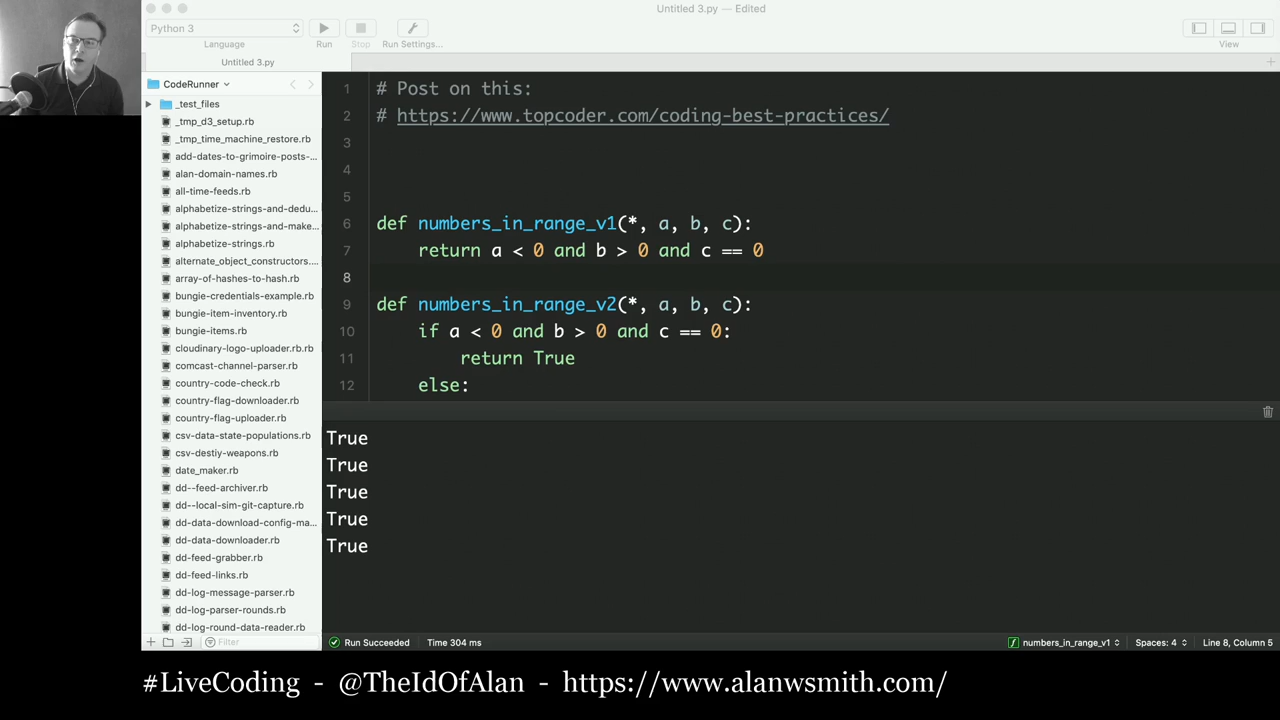 Untitled 3.py — Edited
Python 3
Language
Run
Stop
Run Settings...
View
Untitled 3.py
CodeRunner
_test_files
_tmp_d3_setup.rb
_tmp_time_machine_restore.rb
add-dates-to-grimoire-posts-...
alan-domain-names.rb
all-time-feeds.rb
alphabetize-strings-and-dedu...
alphabetize-strings-and-make...
alphabetize-strings.rb
alternate_object_constructors....
array-of-hashes-to-hash.rb
bungie-credentials-example.rb
bungie-item-inventory.rb
bungie-items.rb
cloudinary-logo-uploader.rb.rb
comcast-channel-parser.rb
country-code-check.rb
country-flag-downloader.rb
country-flag-uploader.rb
csv-data-state-populations.rb
csv-destiy-weapons.rb
date_maker.rb
dd--feed-archiver.rb
dd--local-sim-git-capture.rb
dd-data-download-config-ma...
dd-data-downloader.rb
dd-feed-grabber.rb
dd-feed-links.rb
dd-log-message-parser.rb
dd-log-parser-rounds.rb
dd-log-round-data-reader.rb
Filter
1 # Post on this:
2 # https://www.topcoder.com/coding-best-practices/
3
4
5
6 def numbers_in_range_v1(*, a, b, c):
7 return a < 0 and b > 0 and c == 0
8
9 def numbers_in_range_v2(*, a, b, c):
10 if a < 0 and b > 0 and c == 0:
11 return True
12 else:
True
True
True
True
True
Run Succeeded Time 304 ms
numbers_in_range_v1 Spaces: 4 Line 8, Column 5
#LiveCoding - @TheIdOfAlan - https://www.alanwsmith.com/